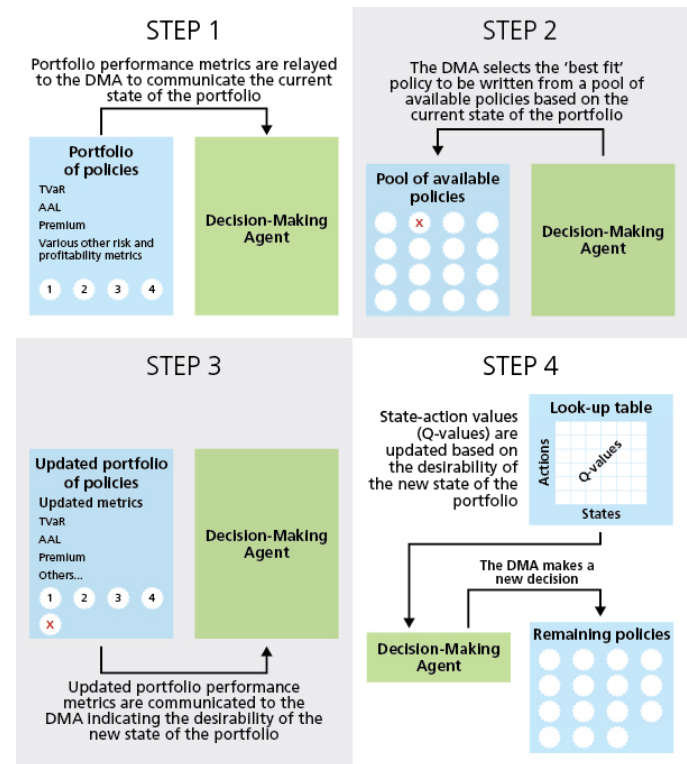 STEP 1
Portfolio performance metrics are relayed
to the DMA to communicate the current
state of the portfolio
Portfolio
of policies
TVaR
AAL
Premium
Various other risk and
profitability metrics
1 2 3 4
Decision-Making
Agent
STEP 2
The DMA selects the ‘best fit’
policy to be written from a pool of
available policies based on the
current state of the portfolio
Pool of available
policies
X
Decision-Making
Agent
STEP 3
Updated portfolio
of policies
Updated metrics
TVaR
AAL
Premium
Others...
1 2 3 4
X
Decision-Making
Agent
Updated portfolio performance
metrics are communicated to the
DMA indicating the desirability of the
new state of the portfolio
STEP 4
State-action values
(Q-values) are
updated based on
the desirability of
the new state of the
portfolio
Look-up table
Actions
Q-values
States
The DMA makes a
new decision
Decision-Making
Agent
Remaining policies